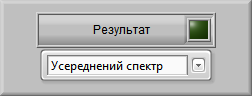 Результат
Усереднений спектр